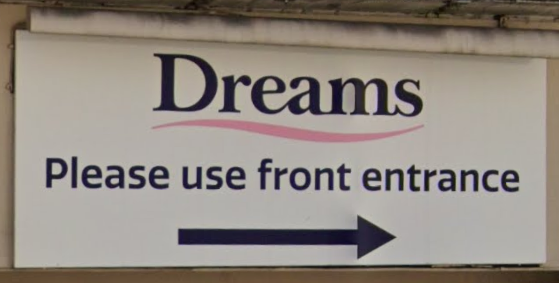 Dreams
Please use front entrance